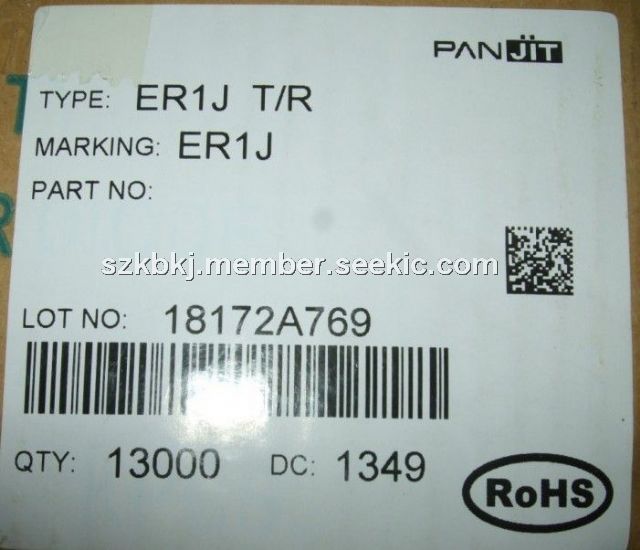 PANJIT
TYPE: ER1J T/R
MARKING: ER1J
PART NO:
szkbkj.member.seekic.com
LOT NO: 18172A769
QTY: 13000 DC: 1349
RoHS